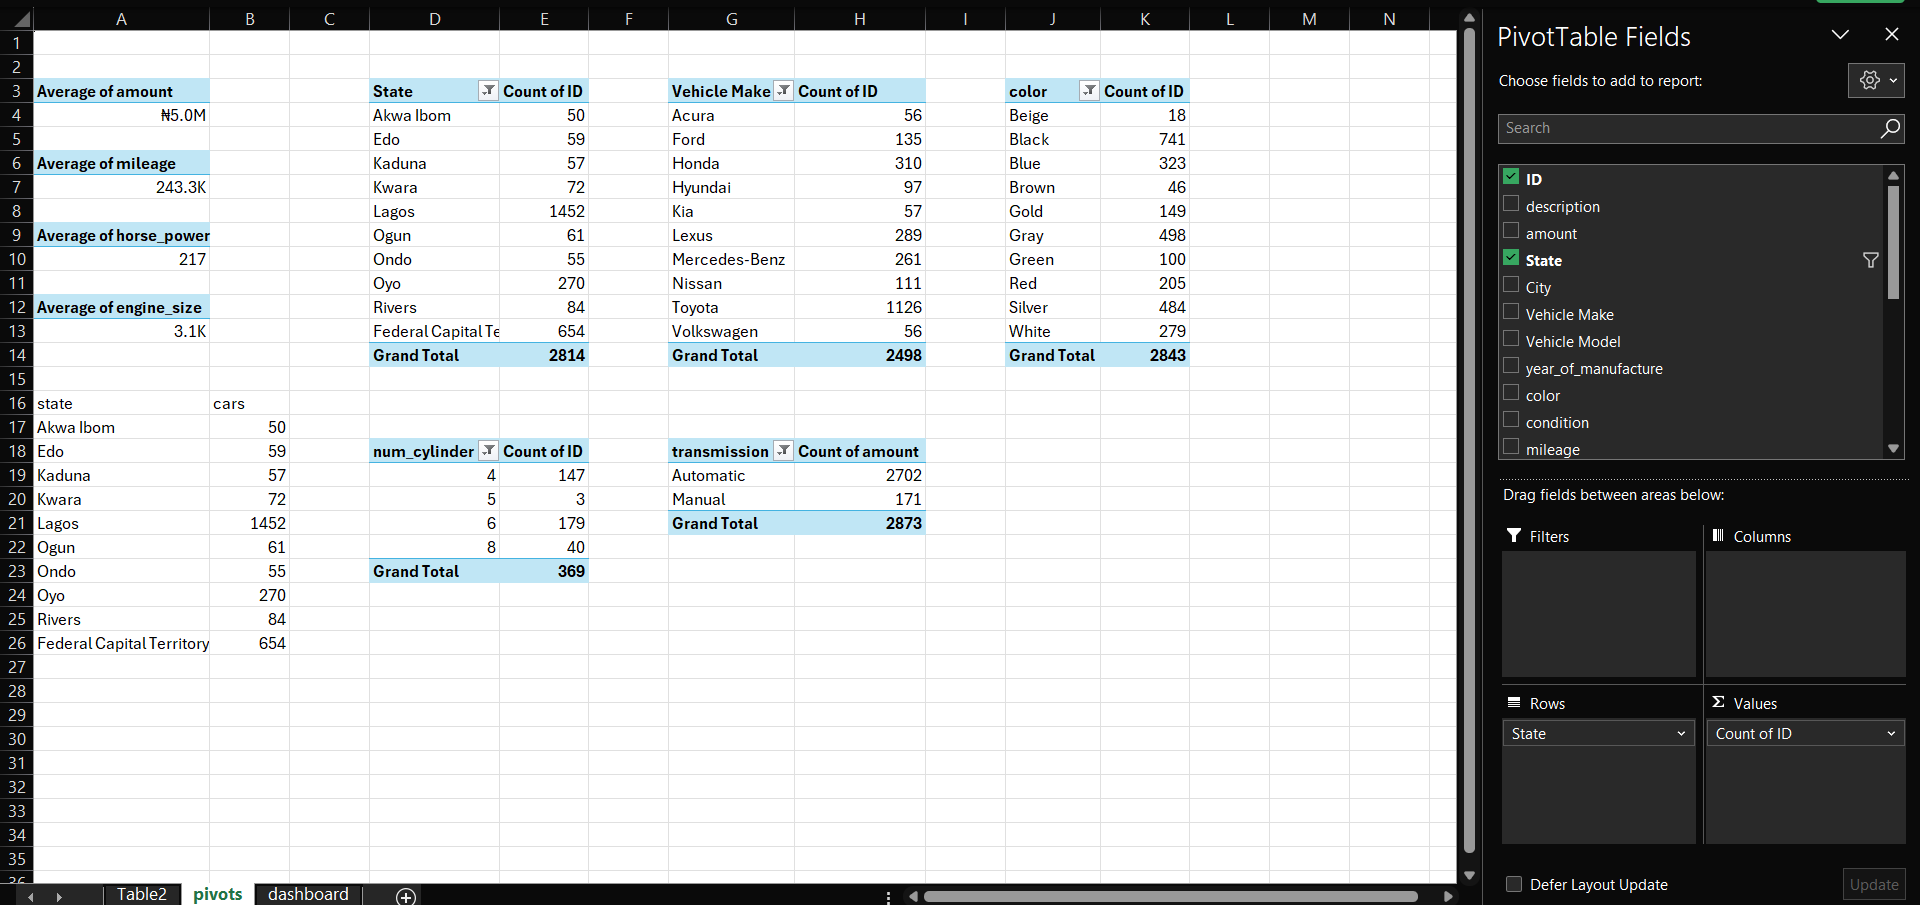 A B C D E F G H I J K L M N
1
2
3 Average of amount State Count of ID Vehicle Make Count of ID color Count of ID
4 ₦5.0M Akwa Ibom 50 Acura 56 Beige 18
5 Edo 59 Ford 135 Black 741
6 Average of mileage Kaduna 57 Honda 310 Blue 323
7 243.3K Kwara 72 Hyundai 97 Brown 46
8 Lagos 1452 Kia 57 Gold 149
9 Average of horse_power Ogun 61 Lexus 289 Gray 498
10 217 Ondo 55 Mercedes-Benz 261 Green 100
11 Oyo 270 Nissan 111 Red 205
12 Average of engine_size Rivers 84 Toyota 1126 Silver 484
13 3.1K Federal Capital Te 654 Volkswagen 56 White 279
14 Grand Total 2814 Grand Total 2498 Grand Total 2843
15
16 state cars
17 Akwa Ibom 50
18 Edo 59 num_cylinder Count of ID transmission Count of amount
19 Kaduna 57 4 147 Automatic 2702
20 Kwara 72 5 3 Manual 171
21 Lagos 1452 6 179 Grand Total 2873
22 Ogun 61 8 40
23 Ondo 55 Grand Total 369
24 Oyo 270
25 Rivers 84
26 Federal Capital Territory 654
27
28
29
30
31
32
33
34
35
36
Table2 pivots dashboard
PivotTable Fields
Choose fields to add to report:
Search
ID
description
amount
State
City
Vehicle Make
Vehicle Model
year_of_manufacture
color
condition
mileage
Drag fields between areas below:
Filters Columns
Rows Values
State Count of ID
Defer Layout Update Update